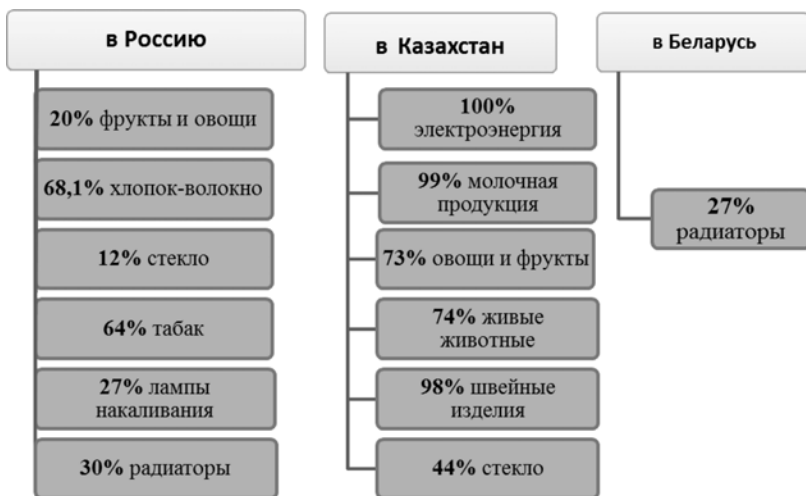 в Россию
20% фрукты и овощи
68,1% хлопок-волокно
12% стекло
64% табак
27% лампы
накаливания
30% радиаторы
в Казахстан
100%
электроэнергия
99% молочная
продукция
73% овощи и фрукты
74% живые
животные
98% швейные
изделия
44% стекло
в Беларусь
27%
радиаторы